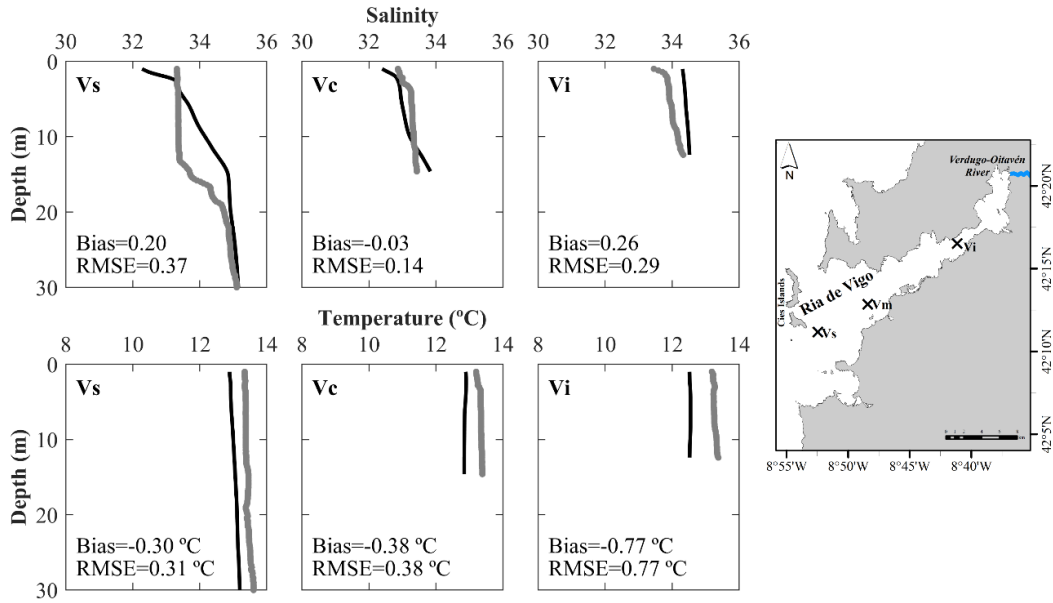 Salinity
30 32 34 36 30 32 34 36 30 32 34 36
0
10
20
30
Depth (m)
Vs
Bias=0.20
RMSE=0.37
Vc
Bias=-0.03
RMSE=0.14
Vi
Bias=0.26
RMSE=0.29
Temperature (ºC)
8 10 12 14 8 10 12 14 8 10 12 14
0
10
20
30
Depth (m)
Vs
Bias=-0.30 ºC
RMSE=0.31 ºC
Vc
Bias=-0.38 ºC
RMSE=0.38 ºC
Vi
Bias=-0.77 ºC
RMSE=0.77 ºC
N
Verdugo-Oitavén
River
Vi
Ria de Vigo
Vm
Vs
Cies Islands
42°20'N
42°15'N
42°10'N
42°5'N
8°55'W 8°50'W 8°45'W 8°40'W